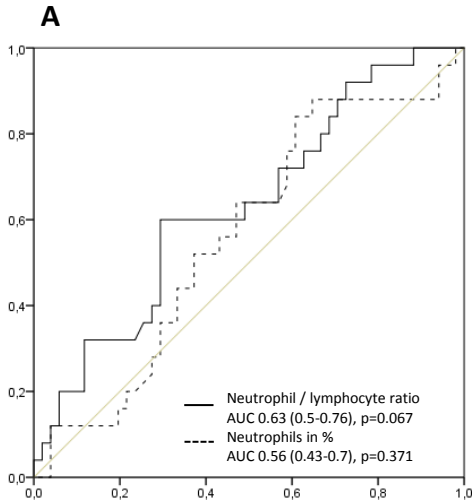 A
1,0
0,8
0,6
0,4
0,2
0,0
Neutrophil / lymphocyte ratio
AUC 0.63 (0.5-0.76), p=0.067
Neutrophils in %
AUC 0.56 (0.43-0.7), p=0.371
0,0 0,2 0,4 0,6 0,8 1,0